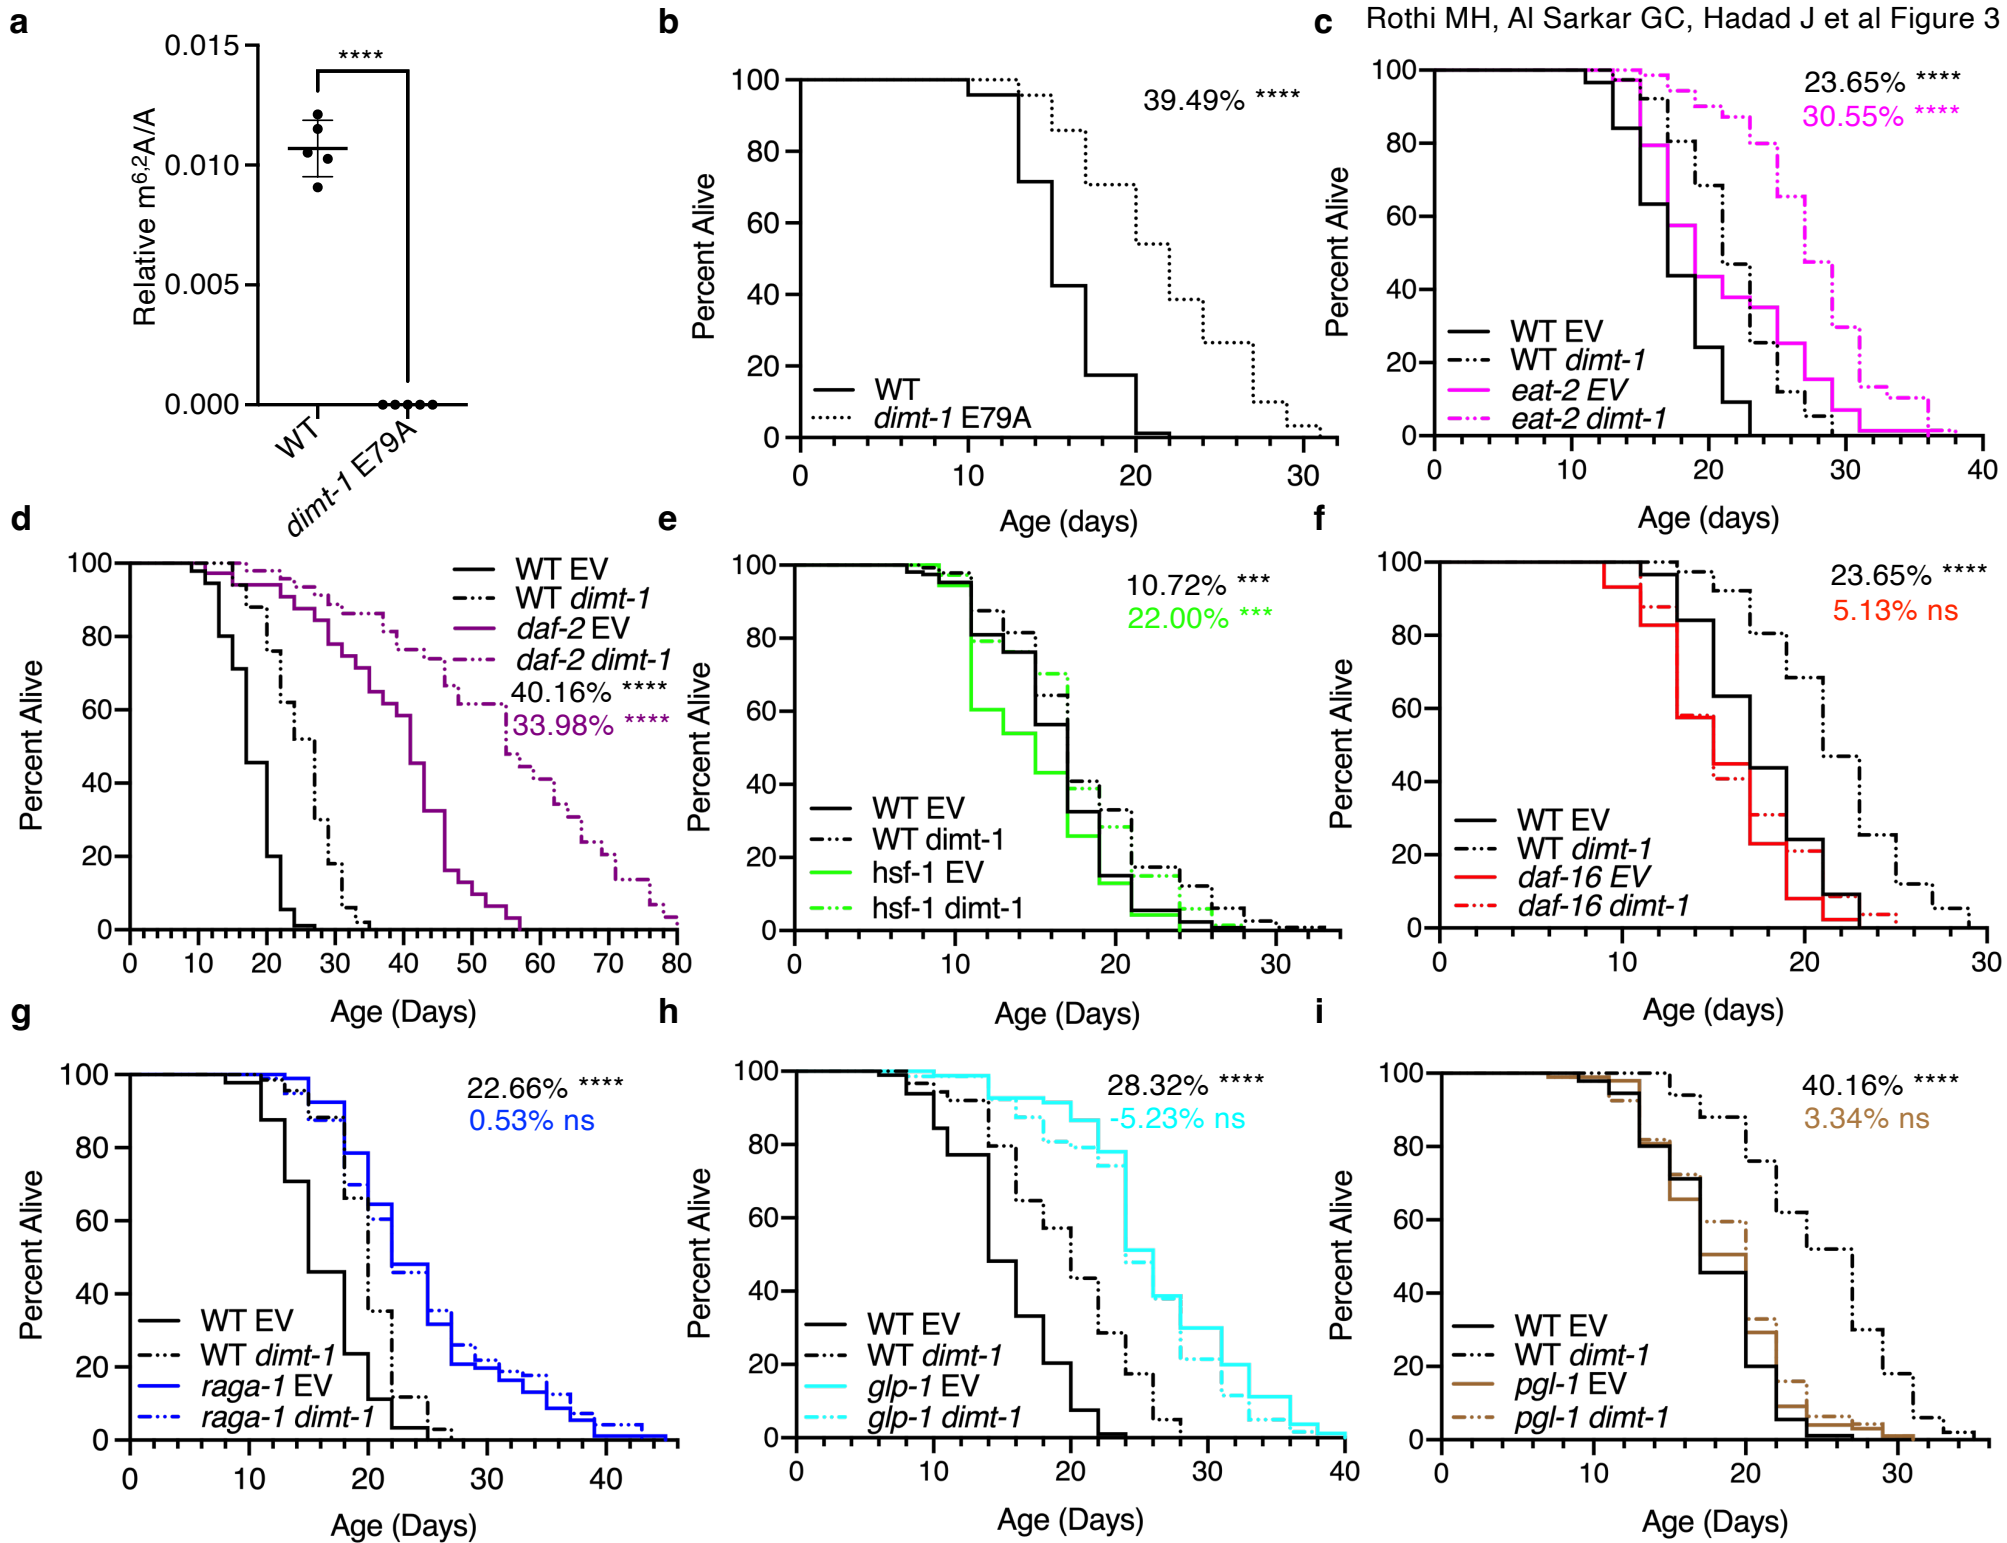 Rothi MH, Al Sarkar GC, Hadad J et al Figure 3
a
0.015
0.010
0.005
0.000
Relative m6,2A/A
****
WT
dimt-1 E79A
b
100
80
60
40
20
0
Percent Alive
39.49% ****
WT
dimt-1 E79A
0 10 20 30
Age (days)
c
100
80
60
40
20
0
Percent Alive
23.65% ****
30.55% ****
WT EV
WT dimt-1
eat-2 EV
eat-2 dimt-1
0 10 20 30 40
Age (days)
d
100
80
60
40
20
0
Percent Alive
WT EV
WT dimt-1
daf-2 EV
daf-2 dimt-1
40.16% ****
33.98% ****
0 10 20 30 40 50 60 70 80
Age (Days)
e
100
80
60
40
20
0
Percent Alive
10.72% ***
22.00% ***
WT EV
WT dimt-1
hsf-1 EV
hsf-1 dimt-1
0 10 20 30
Age (Days)
f
100
80
60
40
20
0
Percent Alive
23.65% ****
5.13% ns
WT EV
WT dimt-1
daf-16 EV
daf-16 dimt-1
0 10 20 30
Age (days)
g
100
80
60
40
20
0
Percent Alive
22.66% ****
0.53% ns
WT EV
WT dimt-1
raga-1 EV
raga-1 dimt-1
0 10 20 30 40
Age (Days)
h
100
80
60
40
20
0
Percent Alive
28.32% ****
-5.23% ns
WT EV
WT dimt-1
glp-1 EV
glp-1 dimt-1
0 10 20 30 40
Age (Days)
i
100
80
60
40
20
0
Percent Alive
40.16% ****
3.34% ns
WT EV
WT dimt-1
pgl-1 EV
pgl-1 dimt-1
0 10 20 30
Age (Days)